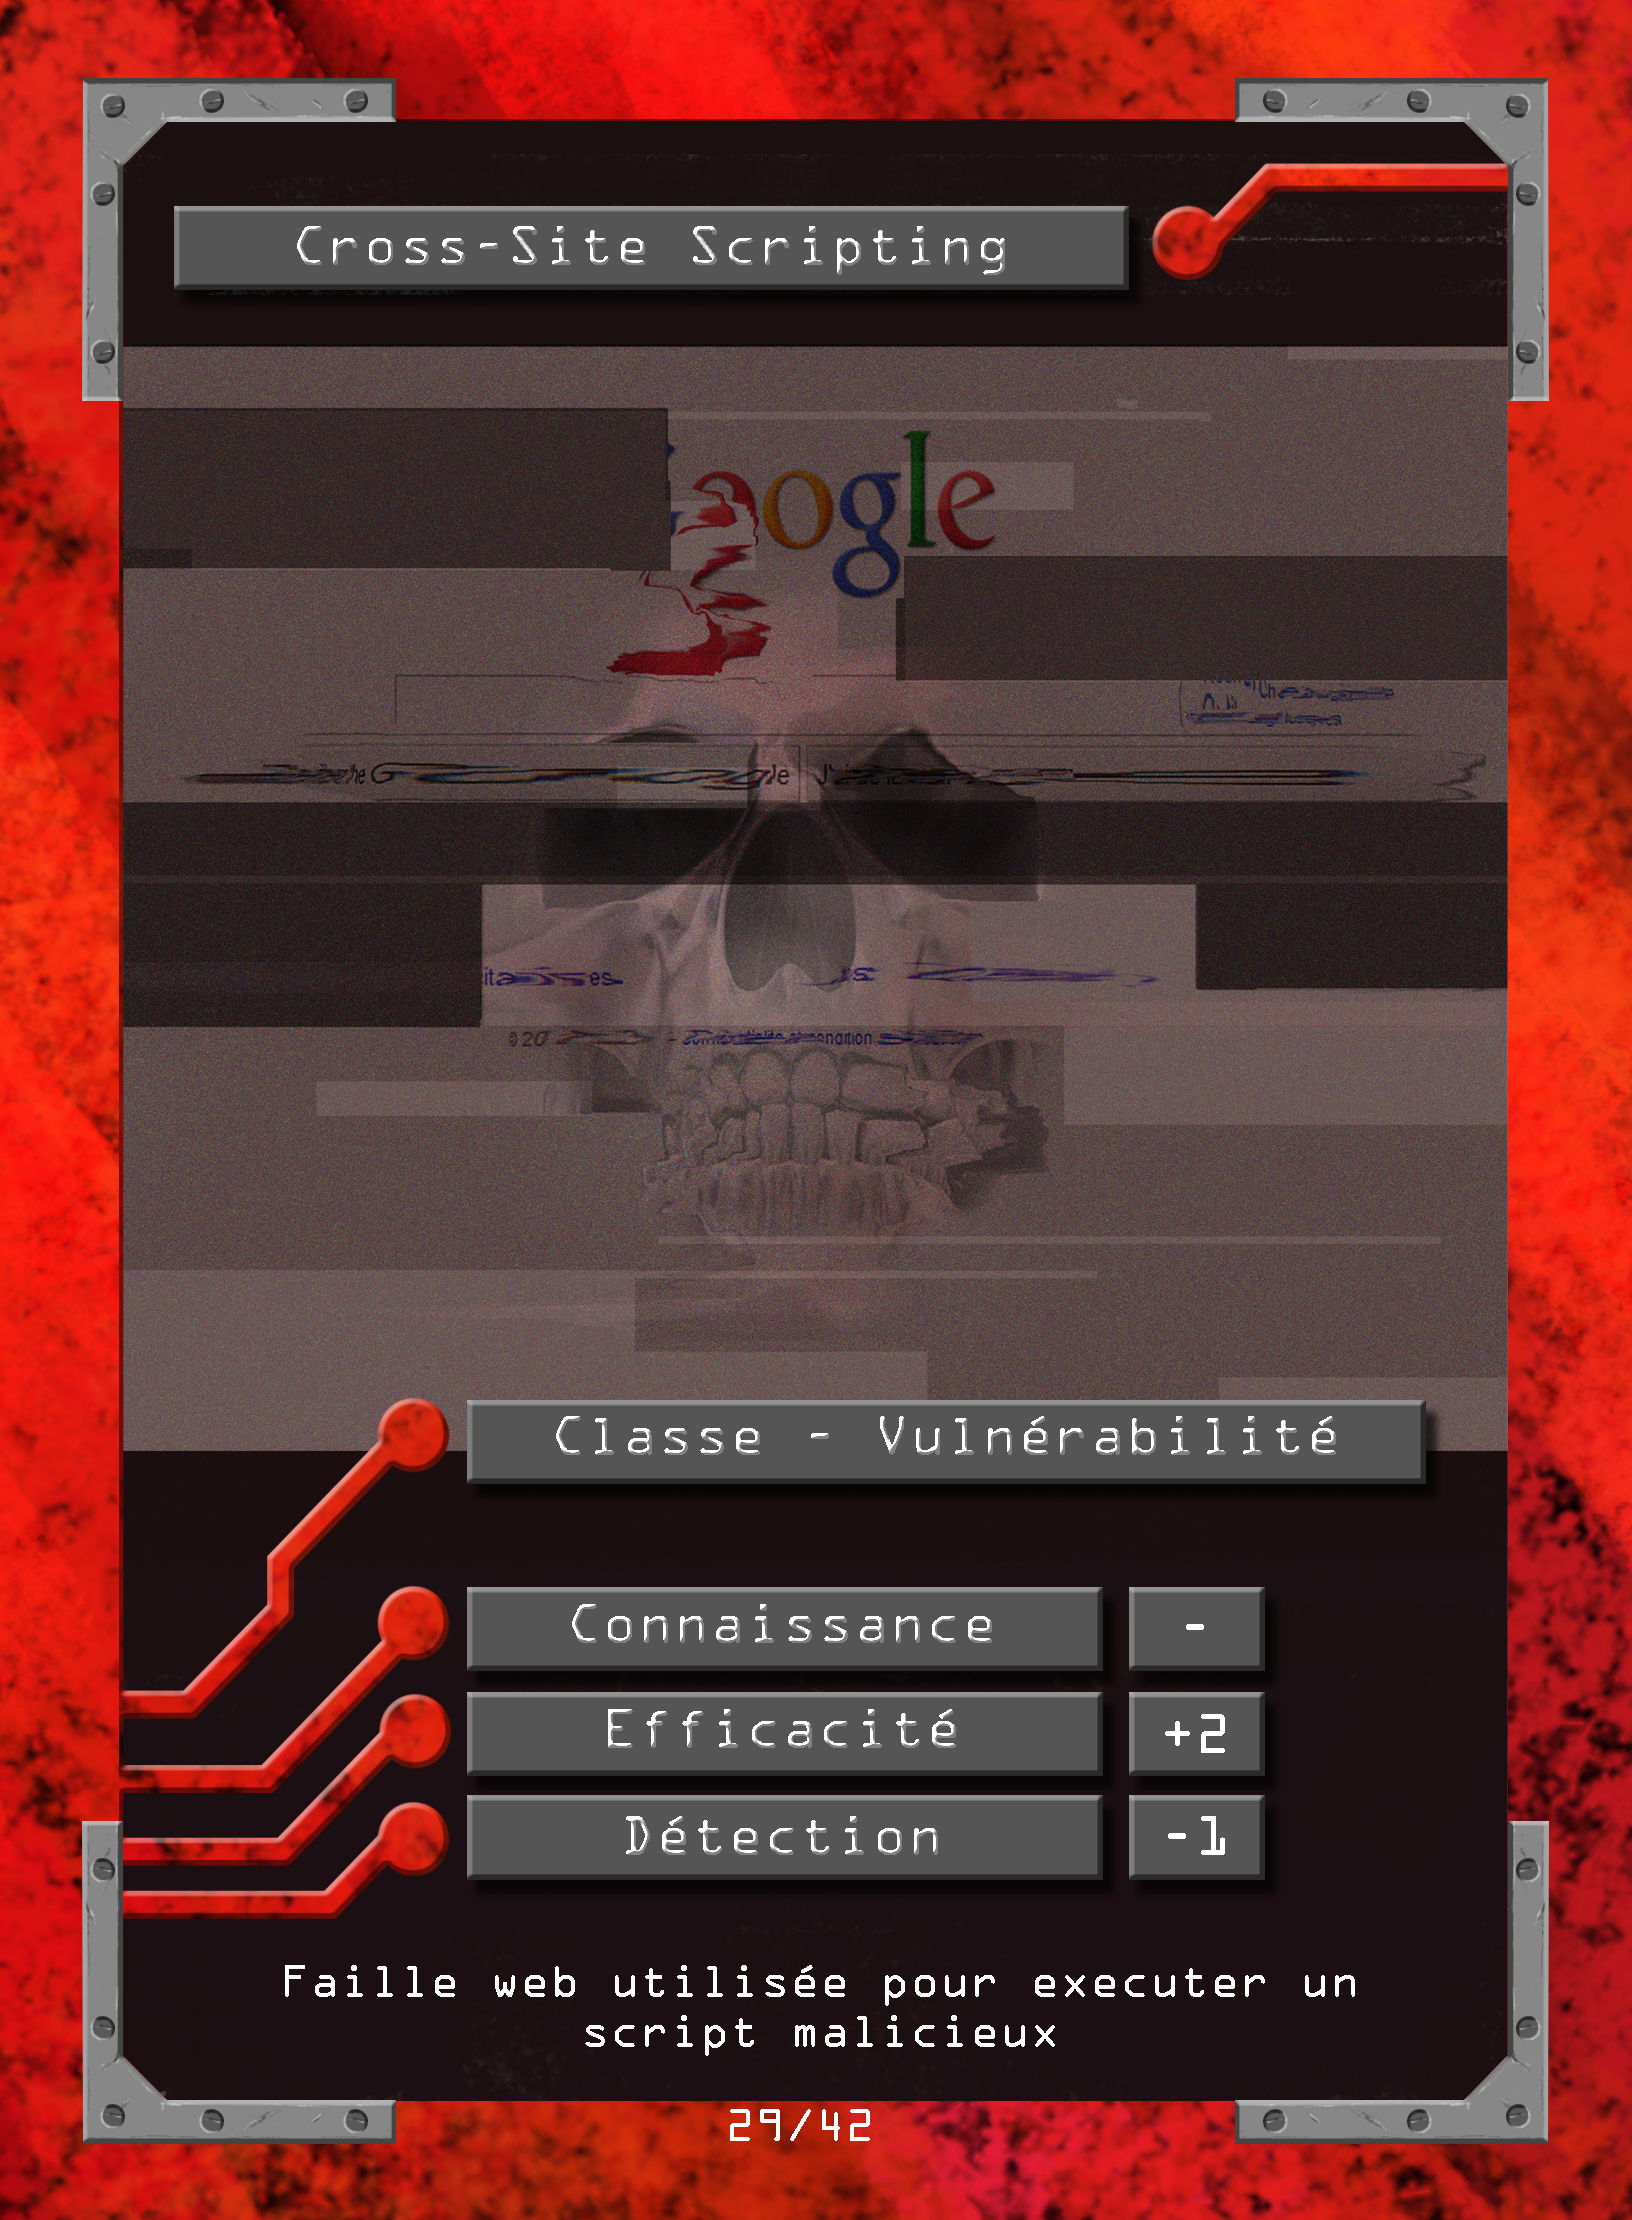 Cross-Site Scripting
oogle
Classe - Vulnérabilité
Connaissance -
Efficacité +2
Détection -1
Faille web utilisée pour executer un
script malicieux
29/42